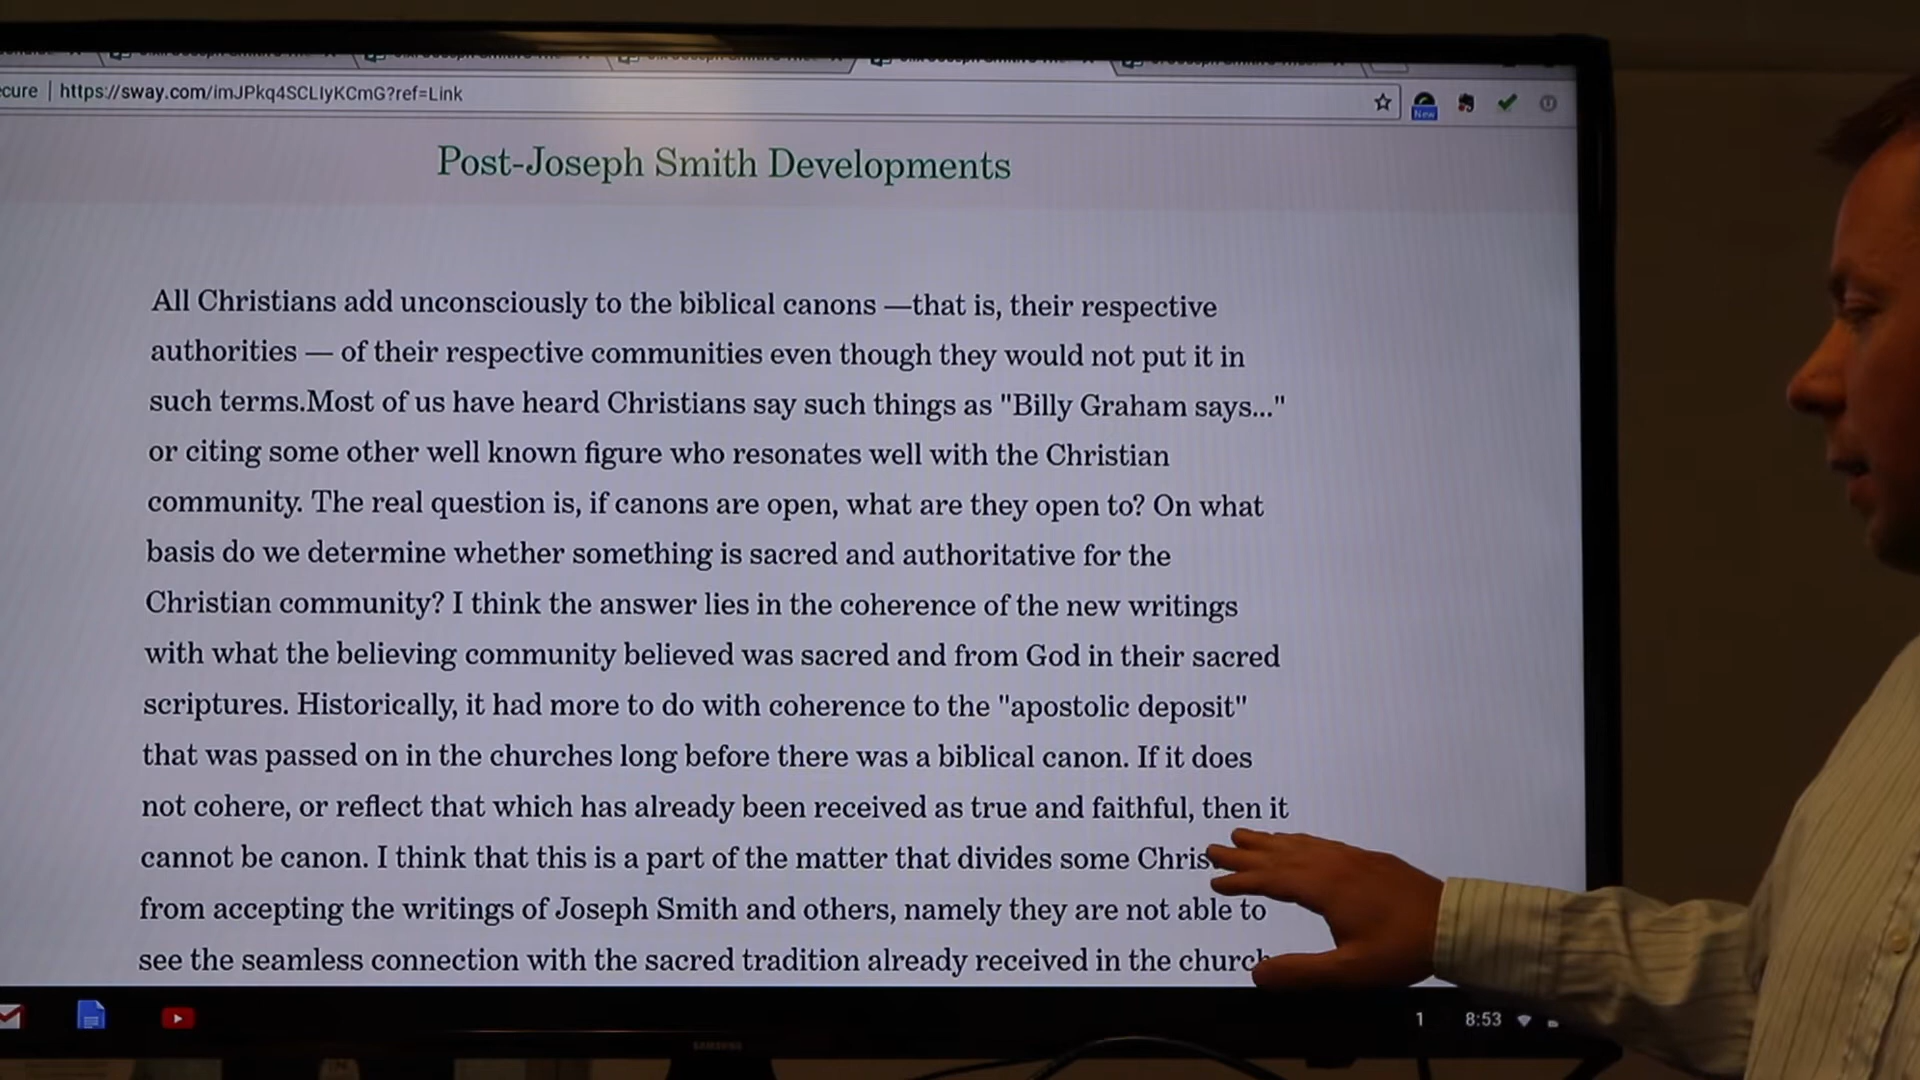 cure | https://sway.com/imJPkq4SCLIyKCmG?ref=Link
New
Post-Joseph Smith Developments
All Christians add unconsciously to the biblical canons —that is, their respective
authorities — of their respective communities even though they would not put it in
such terms.Most of us have heard Christians say such things as "Billy Graham says..."
or citing some other well known figure who resonates well with the Christian
community. The real question is, if canons are open, what are they open to? On what
basis do we determine whether something is sacred and authoritative for the
Christian community? I think the answer lies in the coherence of the new writings
with what the believing community believed was sacred and from God in their sacred
scriptures. Historically, it had more to do with coherence to the "apostolic deposit"
that was passed on in the churches long before there was a biblical canon. If it does
not cohere, or reflect that which has already been received as true and faithful, then it
cannot be canon. I think that this is a part of the matter that divides some Chris
from accepting the writings of Joseph Smith and others, namely they are not able to
see the seamless connection with the sacred tradition already received in the church
1 8:53
SAMSUNG